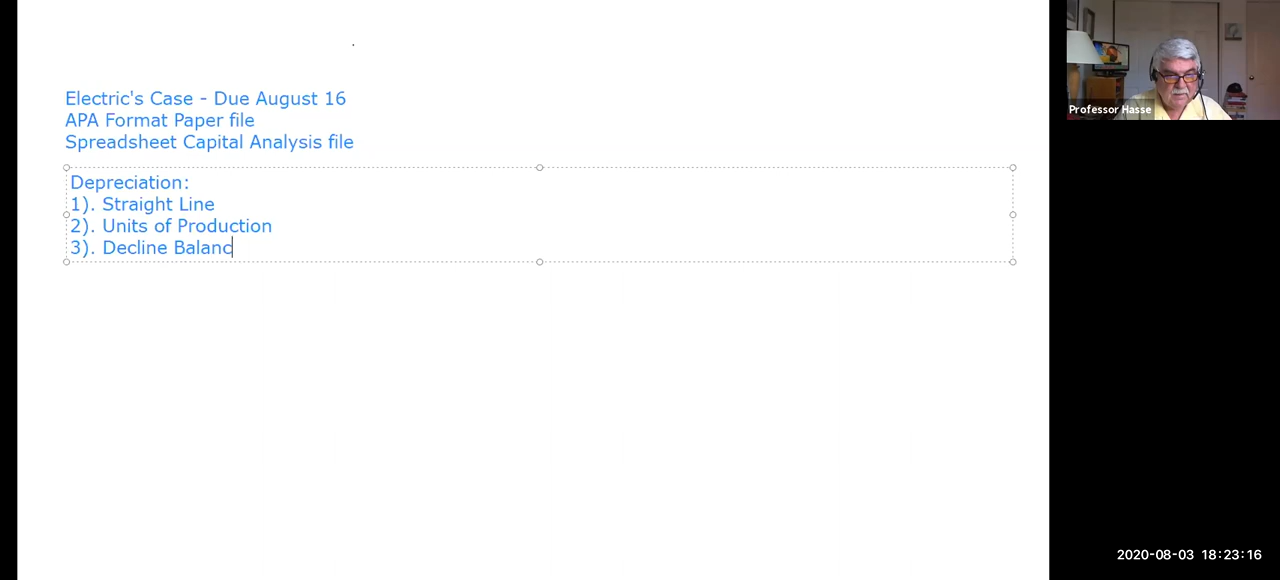 Electric's Case - Due August 16
APA Format Paper file
Spreadsheet Capital Analysis file
Depreciation:
1). Straight Line
2). Units of Production
3). Decline Balanc
Professor Hasse
2020-08-03 18:23:16